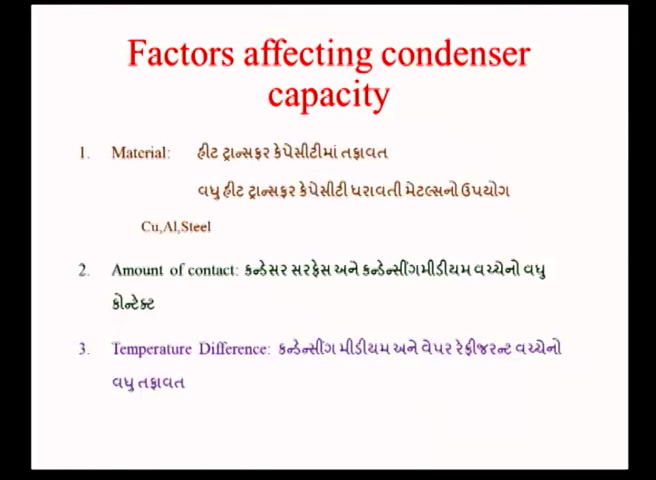 Factors affecting condenser
capacity
1. Material: હીટ ટ્રાન્સફર કેપેસીટીમાં તફાવત
વધુ હીટ ટ્રાન્સફર કેપેસીટી ધરાવતી મેટલ્સનો ઉપયોગ
Cu,Al,Steel
2. Amount of contact: કન્ડેસર સરફેસ અને કન્ડેન્સીંગમીડીયમ વચ્ચેનો વધુ
કોન્ટેક્ટ
3. Temperature Difference: કન્ડેન્સીંગ મીડીયમ અને વેપર રેફ્રીજરન્ટ વચ્ચેનો
વધુ તફાવત